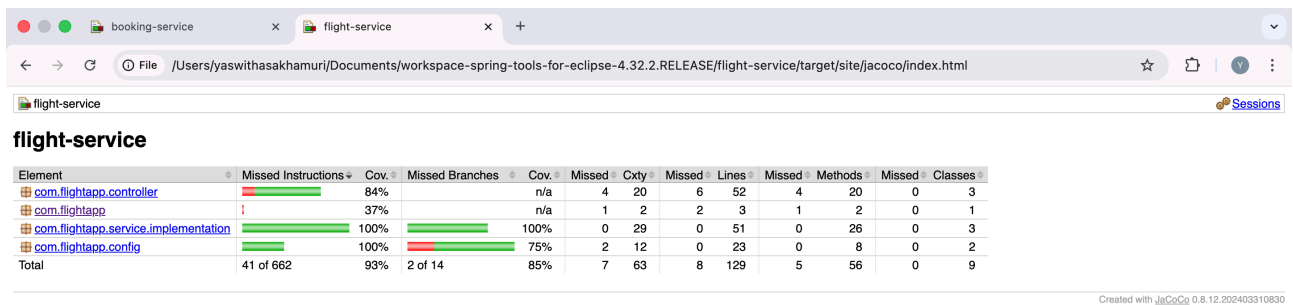 booking-service
flight-service
File /Users/yaswithasakhamuri/Documents/workspace-spring-tools-for-eclipse-4.32.2.RELEASE/flight-service/target/site/jacoco/index.html Y
flight-service Sessions
flight-service
Element Missed Instructions Cov. Missed Branches Cov. Missed Cxty Missed Lines Missed Methods Missed Classes
com.flightapp.controller 84% n/a 4 20 6 52 4 20 0 3
com.flightapp 37% n/a 1 2 2 3 1 2 0 1
com.flightapp.service.implementation 100% 100% 0 29 0 51 0 26 0 3
com.flightapp.config 100% 75% 2 12 0 23 0 8 0 2
Total 41 of 662 93% 2 of 14 85% 7 63 8 129 5 56 0 9
Created with JaCoCo 0.8.12.202403310830